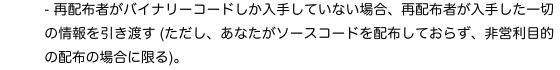 - 再配布者がバイナリーコードしか入手していない場合、再配布者が入手した一切
の情報を引き渡す (ただし、あなたがソースコードを配布しておらず、非営利目的
の配布の場合に限る)。